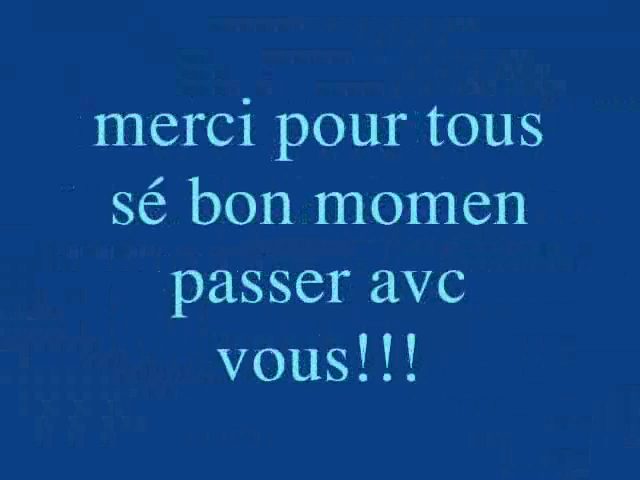 merci pour tous
sé bon momen
passer avc
vous!!!